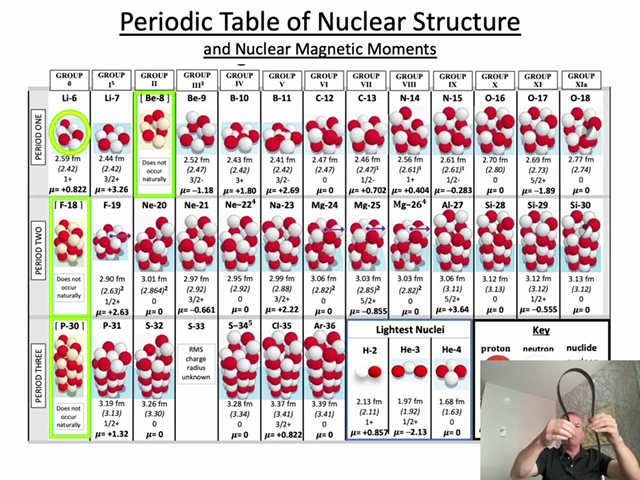 Periodic Table of Nuclear Structure
and Nuclear Magnetic Moments
GROUP 0 GROUP I⁵ GROUP II GROUP III³ GROUP IV GROUP V GROUP VI GROUP VII GROUP VIII GROUP IX GROUP X GROUP XI GROUP XIa
PERIOD ONE
Li-6 Li-7 [ Be-8 ] Be-9 B-10 B-11 C-12 C-13 N-14 N-15 O-16 O-17 O-18
2.59 fm 2.44 fm Does not occur naturally 2.52 fm 2.43 fm 2.41 fm 2.47 fm 2.46 fm 2.56 fm 2.61 fm 2.70 fm 2.69 fm 2.77 fm
(2.42) (2.42) (2.47) (2.42) (2.42) (2.47) (2.47)¹ (2.61)¹ (2.61)¹ (2.80) (2.73) (2.74)
1+ 3/2+ 3/2- 3+ 3/2- 0 1/2- 1+ 1/2- 0 5/2+ 0
μ= +0.822 μ= +3.26 μ= −1.18 μ= +1.80 μ= +2.69 μ= 0 μ= +0.702 μ= +0.404 μ= −0.283 μ= 0 μ= −1.89 μ= 0
PERIOD TWO
[ F-18 ] F-19 Ne-20 Ne-21 Ne−22⁴ Na-23 Mg-24 Mg-25 Mg−26⁴ Al-27 Si-28 Si-29 Si-30
Does not occur naturally 2.90 fm 3.01 fm 2.97 fm 2.95 fm 2.99 fm 3.06 fm 3.03 fm 3.03 fm 3.06 fm 3.12 fm 3.12 fm 3.13 fm
(2.63)² (2.864)² (2.92) (2.92) (2.88) (2.82)² (2.85)² (2.82)² (3.11) (3.13) (3.12) (3.12)
1/2+ 0 3/2+ 0 3/2+ 0 5/2+ 0 5/2+ 0 1/2+ 0
μ= +2.63 μ= 0 μ= −0.661 μ= 0 μ= +2.22 μ= 0 μ= −0.855 μ= 0 μ= +3.64 μ= 0 μ= −0.555 μ= 0
PERIOD THREE
[ P-30 ] P-31 S-32 S-33 S−34⁵ Cl-35 Ar-36
Does not occur naturally 3.19 fm 3.26 fm RMS charge radius unknown 3.28 fm 3.37 fm 3.39 fm
(3.13) (3.30) (3.34) (3.41) (3.41)
1/2+ 0 0 3/2+ 0
μ= +1.32 μ= 0 μ= 0 μ= +0.822 μ= 0
Lightest Nuclei
H-2 He-3 He-4
2.13 fm 1.97 fm 1.68 fm
(2.11) (1.92) (1.63)
1+ 1/2+ 0
μ= +0.857 μ= −2.13 μ= 0
Key
proton neutron nuclide